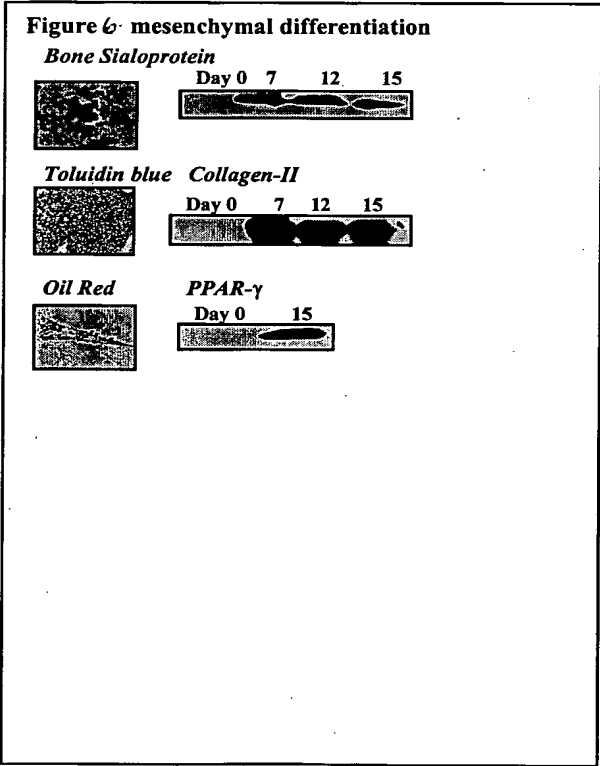 Figure 6. mesenchymal differentiation
Bone Sialoprotein
Day 0 7 12 15
Toluidin blue Collagen-II
Day 0 7 12 15
Oil Red PPAR-γ
Day 0 15